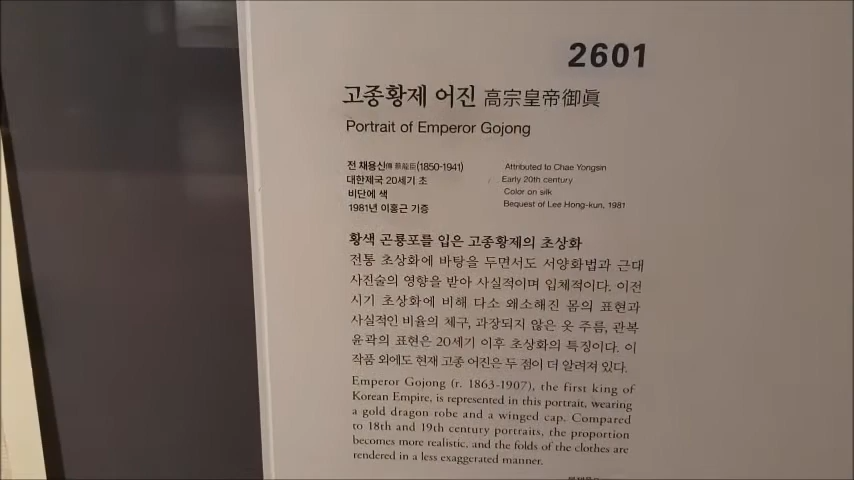 2601
고종황제 어진 高宗皇帝御眞
Portrait of Emperor Gojong
전 채용신傳 蔡龍臣(1850-1941)
대한제국 20세기 초
비단에 색
1981년 이홍근 기증
Attributed to Chae Yongsin
Early 20th century
Color on silk
Bequest of Lee Hong-kun, 1981
황색 곤룡포를 입은 고종황제의 초상화
전통 초상화에 바탕을 두면서도 서양화법과 근대
사진술의 영향을 받아 사실적이며 입체적이다. 이전
시기 초상화에 비해 다소 왜소해진 몸의 표현과
사실적인 비율의 체구, 과장되지 않은 옷 주름, 관복
윤곽의 표현은 20세기 이후 초상화의 특징이다. 이
작품 외에도 현재 고종 어진은 두 점이 더 알려져 있다.
Emperor Gojong (r. 1863-1907), the first king of
Korean Empire, is represented in this portrait, wearing
a gold dragon robe and a winged cap. Compared
to 18th and 19th century portraits, the proportion
becomes more realistic, and the folds of the clothes are
rendered in a less exaggerated manner.